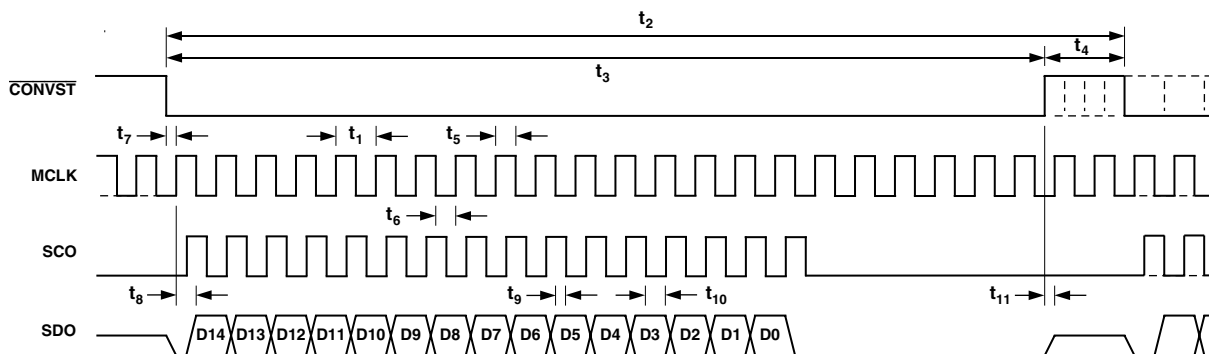 t2
t3
t4
CONVST
t7
t1
t5
MCLK
t6
SCO
t8
t9
t10
t11
SDO
D14 D13 D12 D11 D10 D9 D8 D7 D6 D5 D4 D3 D2 D1 D0